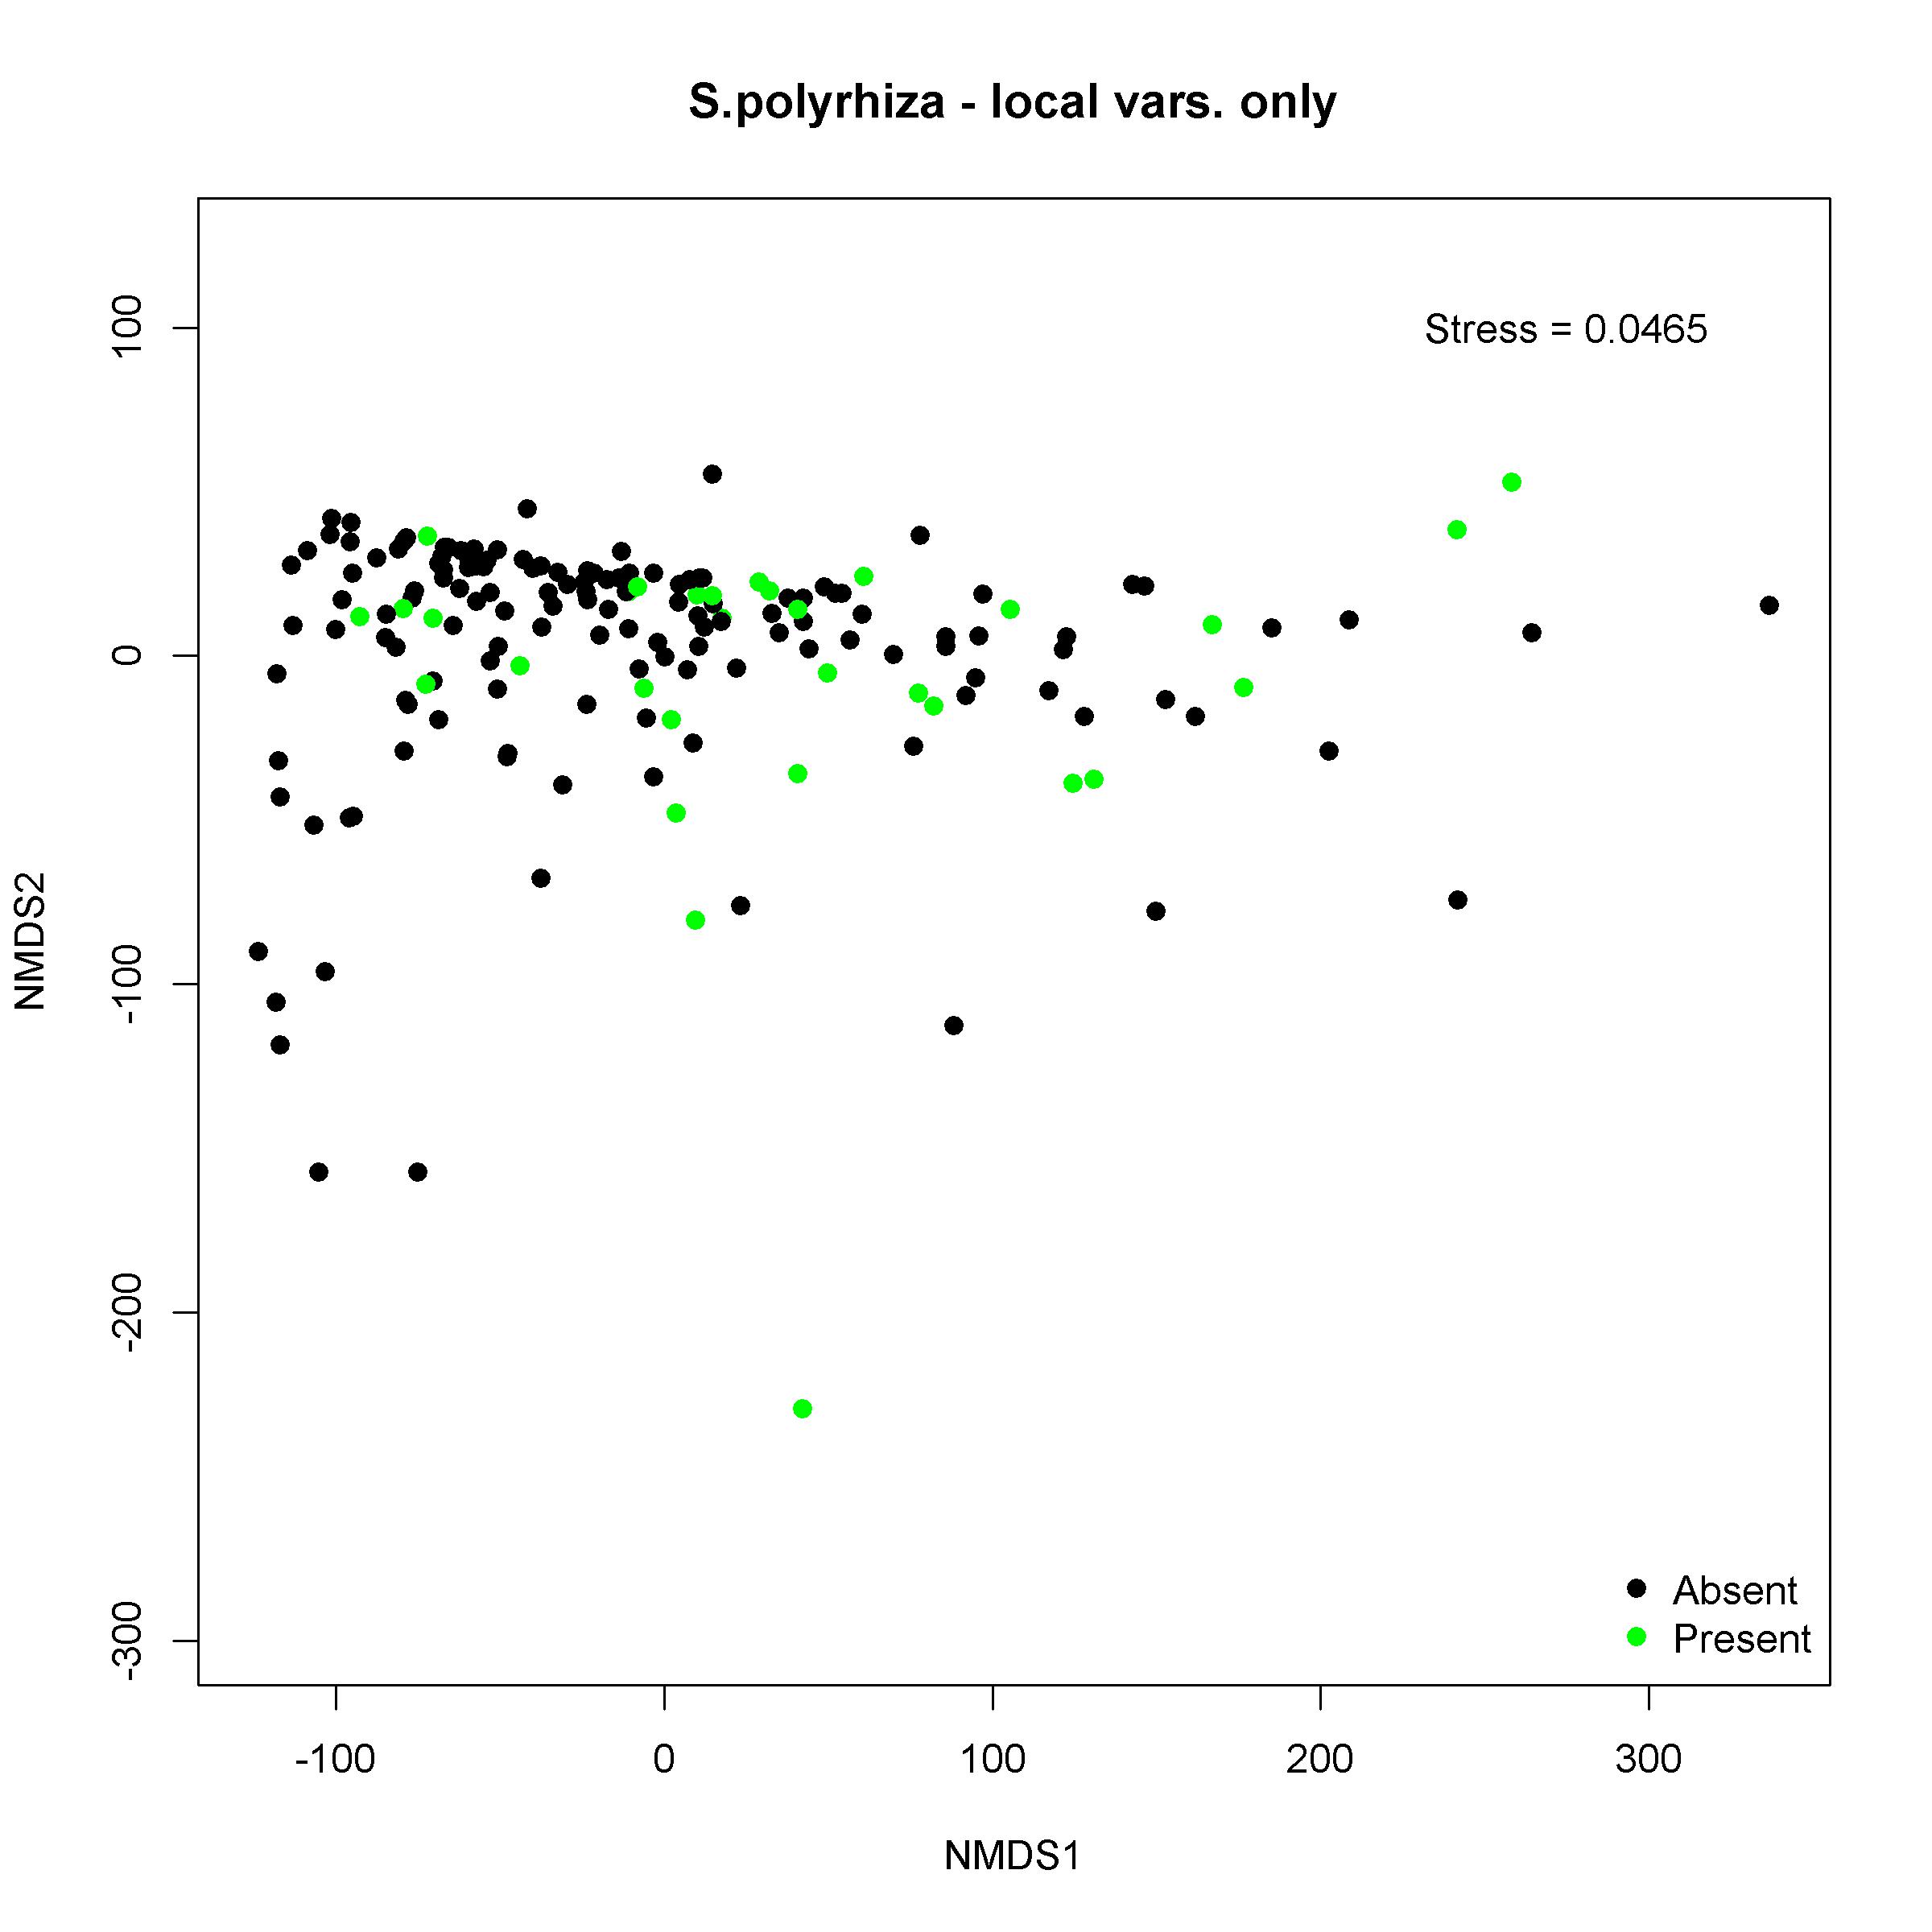 S.polyrhiza - local vars. only
Stress = 0.0465
100
0
-100
-200
-300
NMDS2
Absent
Present
-100 0 100 200 300
NMDS1